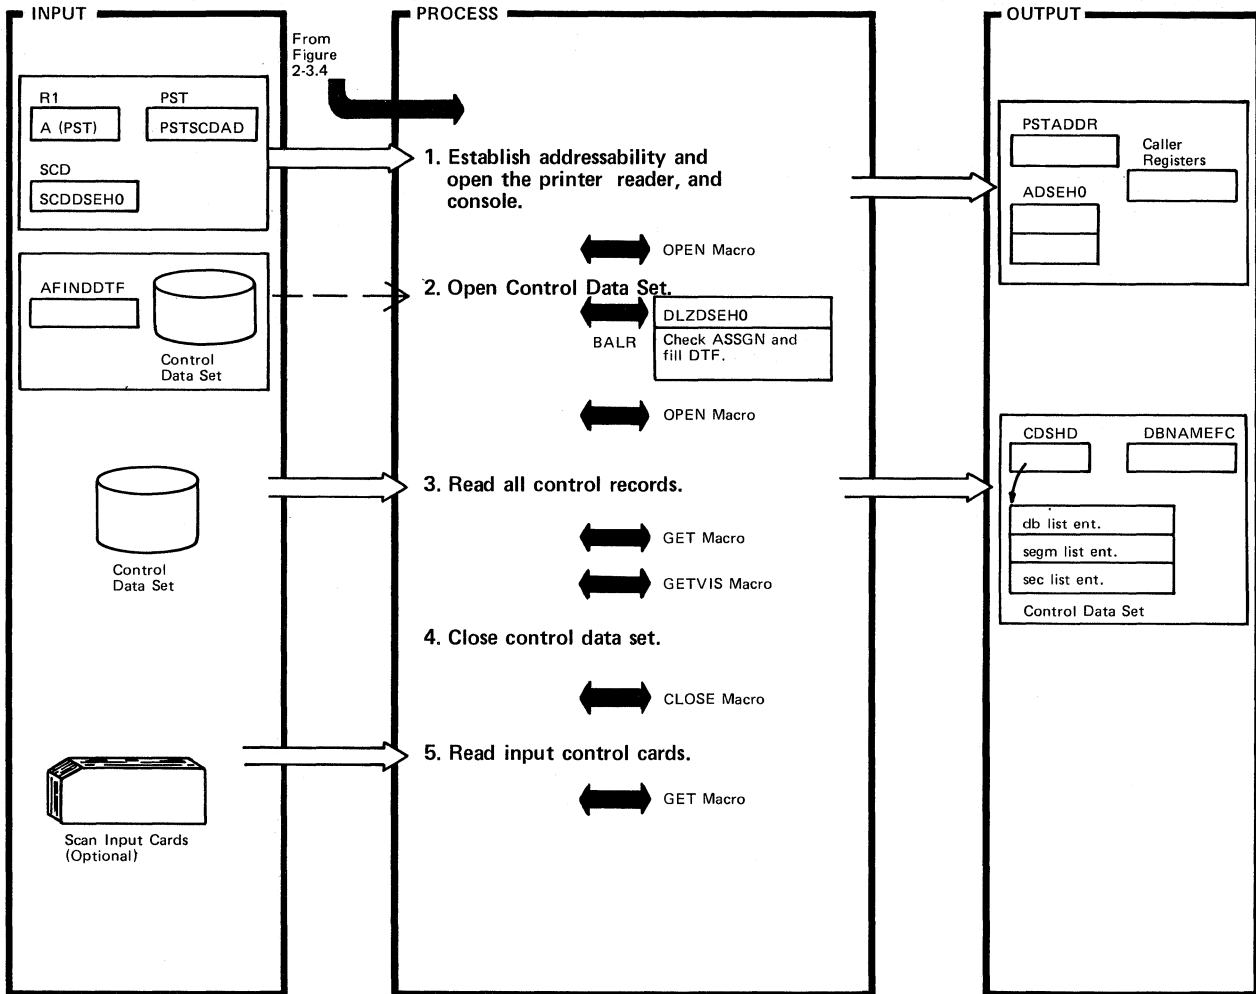 INPUT
PROCESS
OUTPUT
From
Figure
2-3.4
R1
PST
A (PST)
PSTSCDAD
SCD
SCDDSEH0
1. Establish addressability and
open the printer reader, and
console.
PSTADDR
Caller
Registers
ADSEH0
OPEN Macro
AFINDDTF
Control
Data Set
2. Open Control Data Set.
DLZDSEH0
BALR
Check ASSGN and
fill DTF.
OPEN Macro
CDSHD
DBNAMEFC
db list ent.
segm list ent.
sec list ent.
Control Data Set
Control
Data Set
3. Read all control records.
GET Macro
GETVIS Macro
4. Close control data set.
CLOSE Macro
5. Read input control cards.
GET Macro
Scan Input Cards
(Optional)